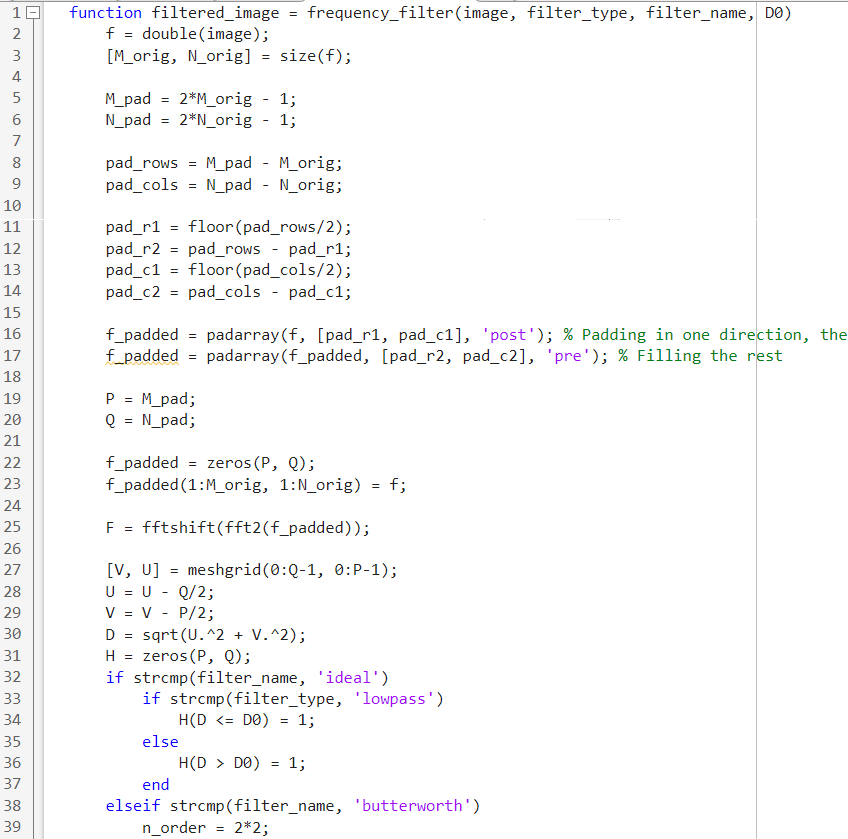 1 function filtered_image = frequency_filter(image, filter_type, filter_name, D0)
2 f = double(image);
3 [M_orig, N_orig] = size(f);
4
5 M_pad = 2*M_orig - 1;
6 N_pad = 2*N_orig - 1;
7
8 pad_rows = M_pad - M_orig;
9 pad_cols = N_pad - N_orig;
10
11 pad_r1 = floor(pad_rows/2);
12 pad_r2 = pad_rows - pad_r1;
13 pad_c1 = floor(pad_cols/2);
14 pad_c2 = pad_cols - pad_c1;
15
16 f_padded = padarray(f, [pad_r1, pad_c1], 'post'); % Padding in one direction, the
17 f_padded = padarray(f_padded, [pad_r2, pad_c2], 'pre'); % Filling the rest
18
19 P = M_pad;
20 Q = N_pad;
21
22 f_padded = zeros(P, Q);
23 f_padded(1:M_orig, 1:N_orig) = f;
24
25 F = fftshift(fft2(f_padded));
26
27 [V, U] = meshgrid(0:Q-1, 0:P-1);
28 U = U - Q/2;
29 V = V - P/2;
30 D = sqrt(U.^2 + V.^2);
31 H = zeros(P, Q);
32 if strcmp(filter_name, 'ideal')
33 if strcmp(filter_type, 'lowpass')
34 H(D <= D0) = 1;
35 else
36 H(D > D0) = 1;
37 end
38 elseif strcmp(filter_name, 'butterworth')
39 n_order = 2*2;